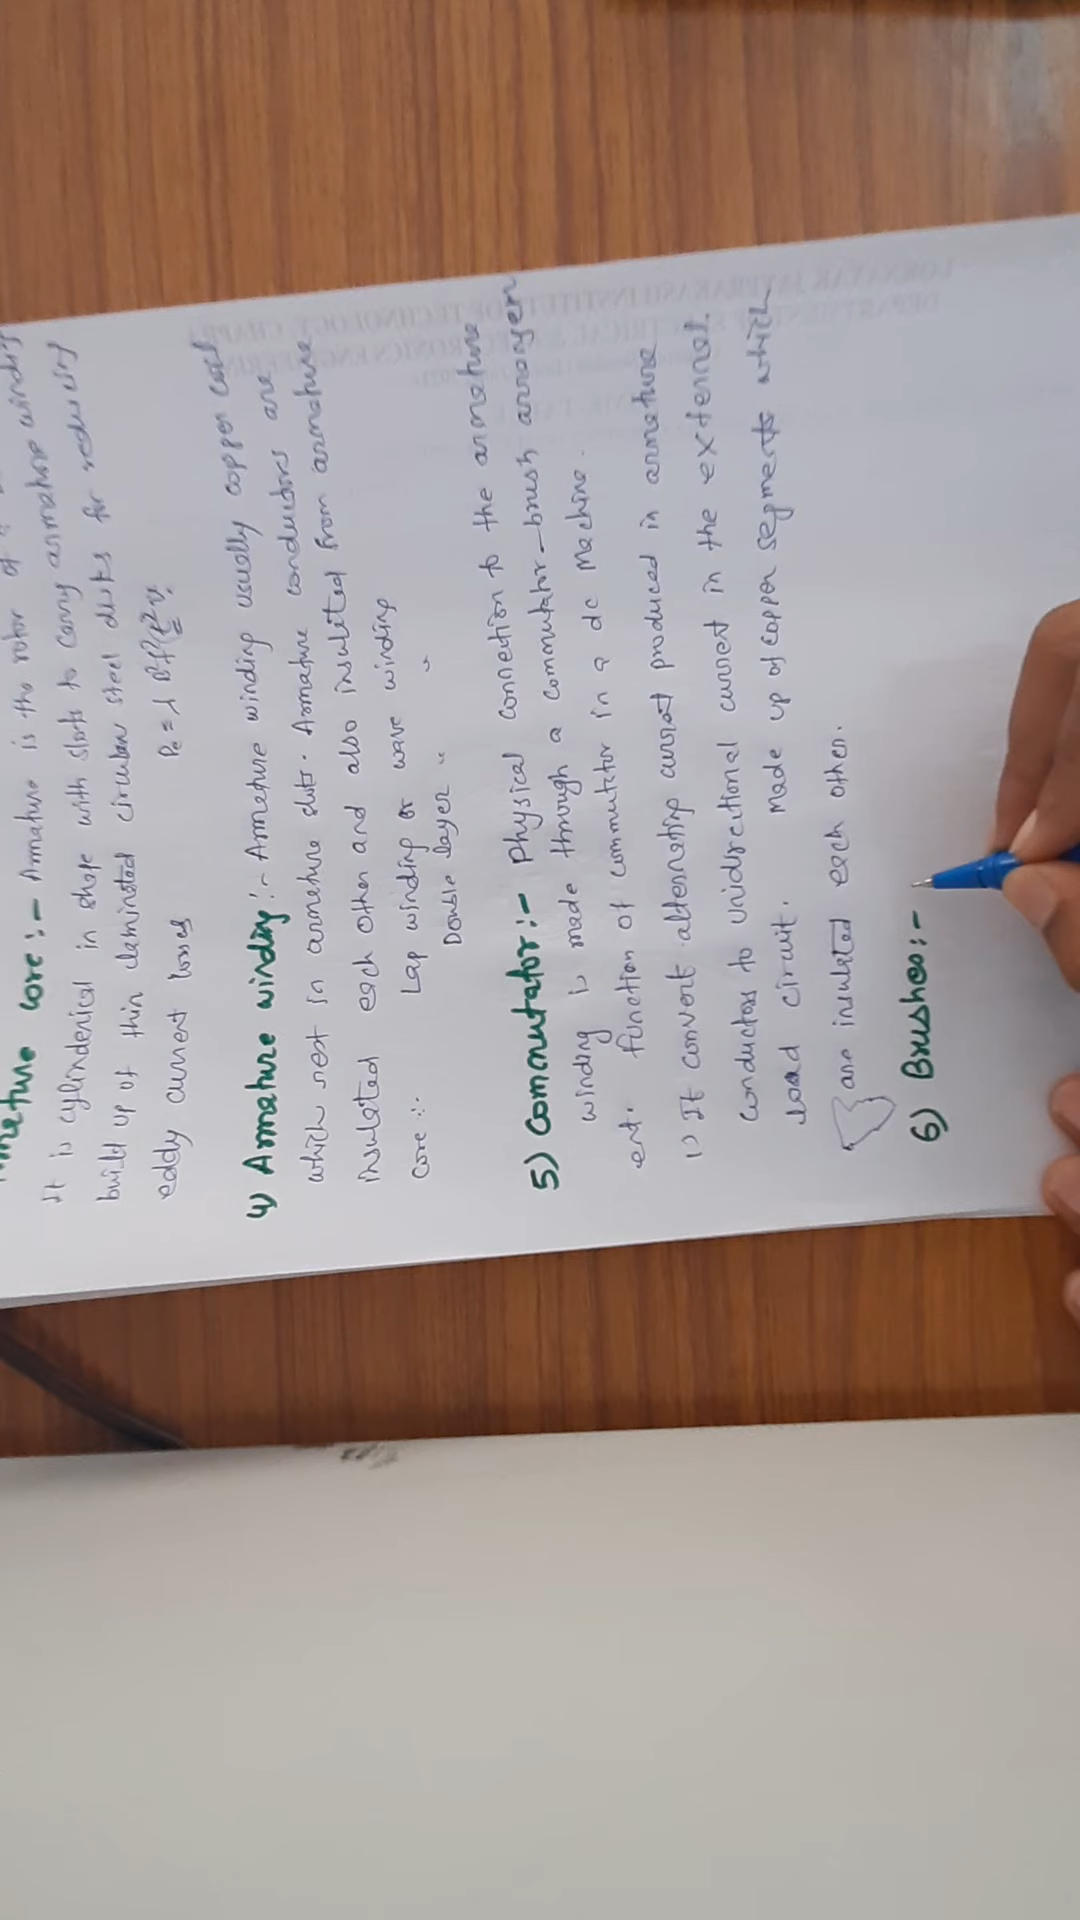 core:- Armature is the rotor of
It is cylinderical in shape with slots to carry armature winding
build up of thin laminated circular steel disks for reducing
eddy current losses
4) Armature winding:- Armature winding usually copper coil
which rest in armature slots. Armature conductors are
insulated each other and also insulated from armature
core:- Lap winding or wave winding
Double layer " "
5) Commutator:- Physical connection to the armature
winding is made through a commutator-brush arrangem
ent. function of commutator in a dc machine.
1) It convert alternating current produced in armature
conductors to unidirectional current in the external
load circuit. made up of copper segments which
are insulated each other.
6) Brushes:-